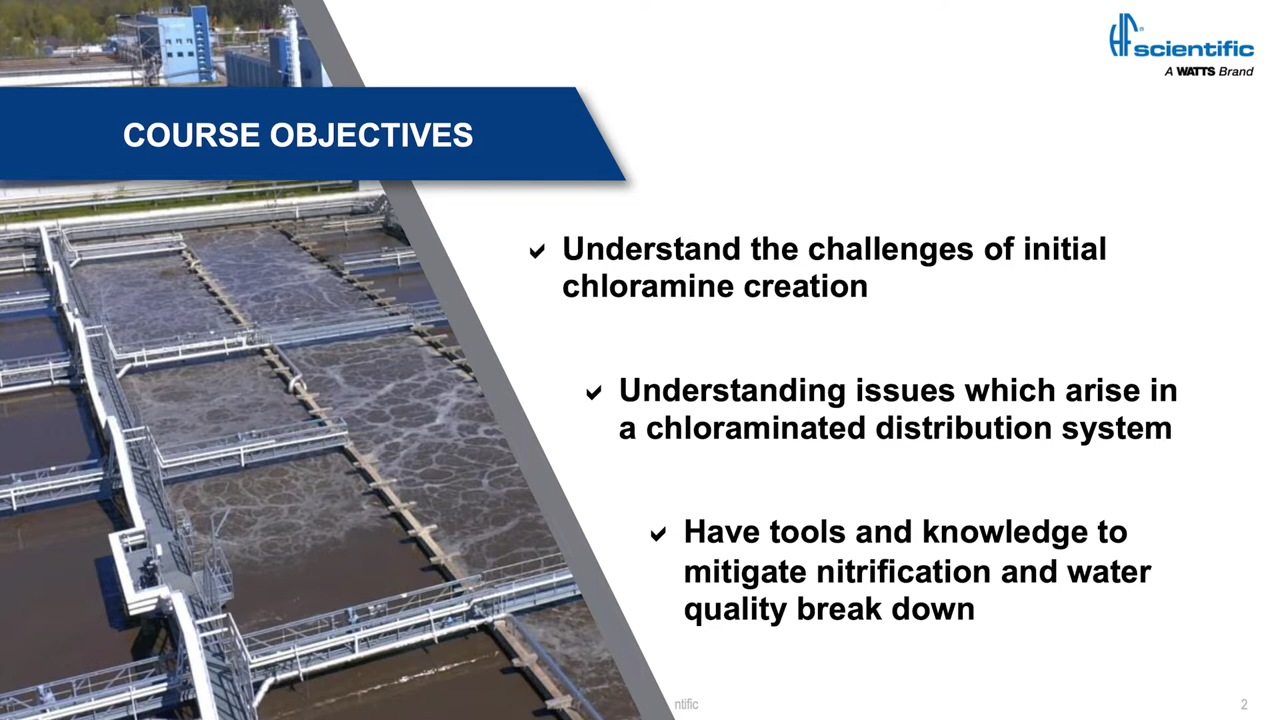 HF® scientific
A WATTS Brand
COURSE OBJECTIVES
Understand the challenges of initial
chloramine creation
Understanding issues which arise in
a chloraminated distribution system
Have tools and knowledge to
mitigate nitrification and water
quality break down
ntific
2